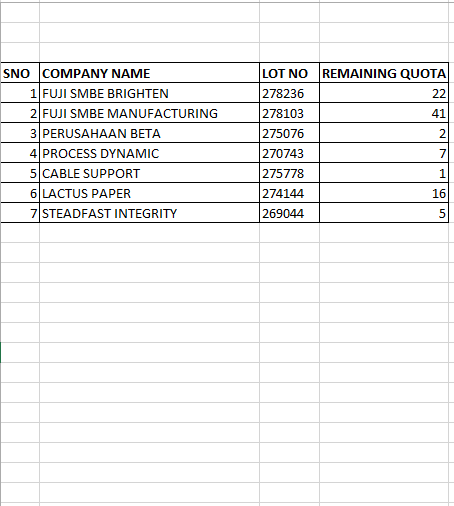 SNO COMPANY NAME LOT NO REMAINING QUOTA
1 FUJI SMBE BRIGHTEN 278236 22
2 FUJI SMBE MANUFACTURING 278103 41
3 PERUSAHAAN BETA 275076 2
4 PROCESS DYNAMIC 270743 7
5 CABLE SUPPORT 275778 1
6 LACTUS PAPER 274144 16
7 STEADFAST INTEGRITY 269044 5